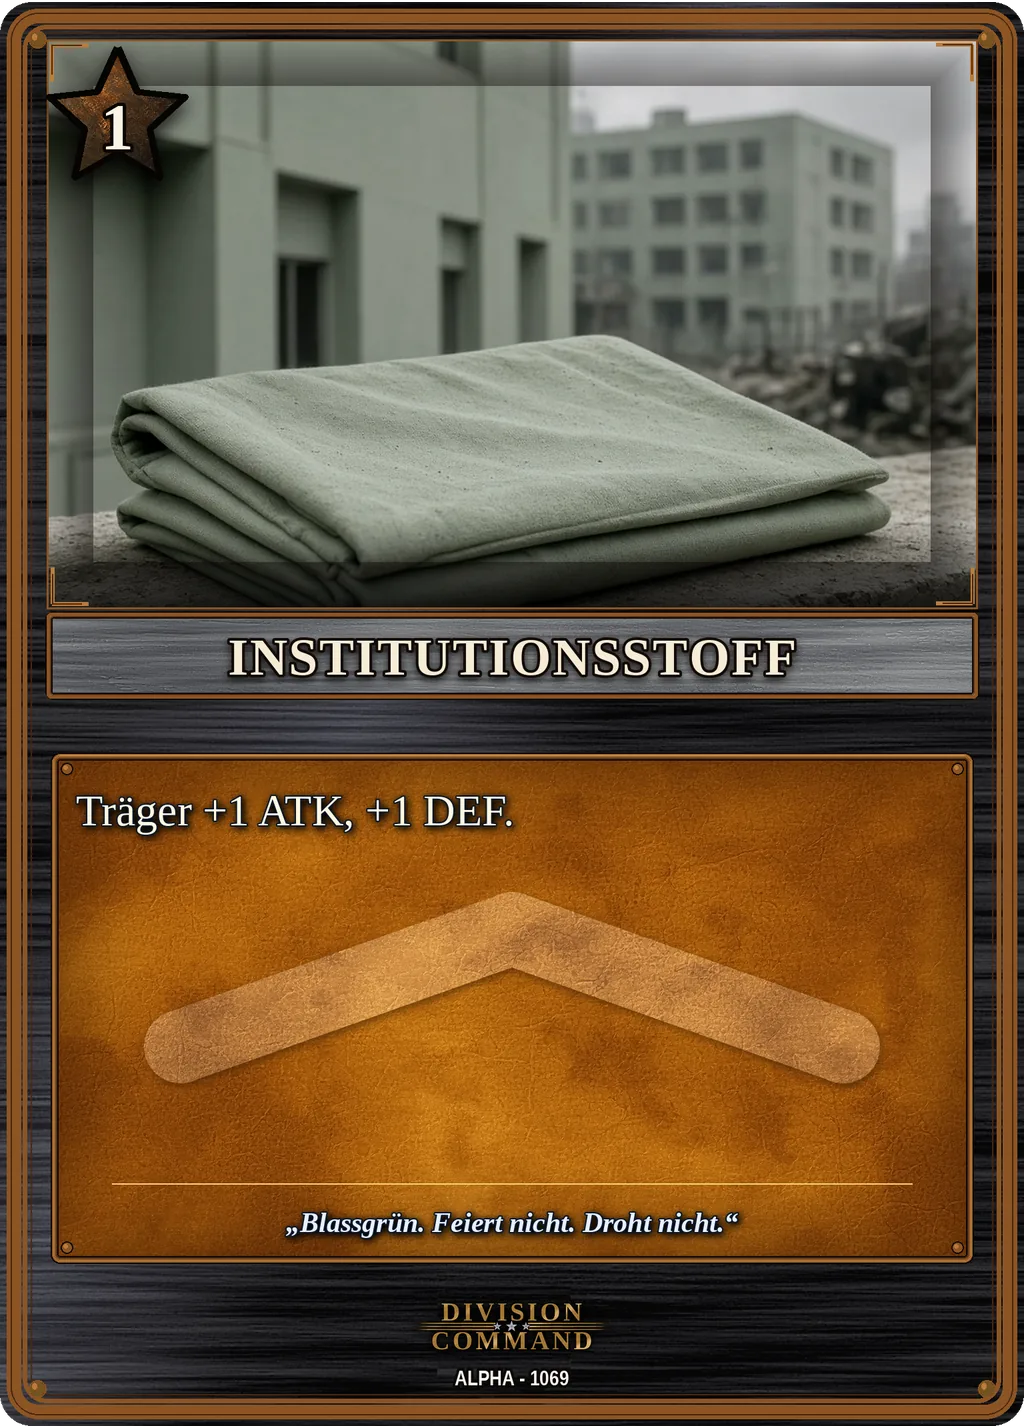 1
INSTITUTIONSSTOFF
Träger +1 ATK, +1 DEF.
„Blassgrün. Feiert nicht. Droht nicht.“
DIVISION
COMMAND
ALPHA - 1069